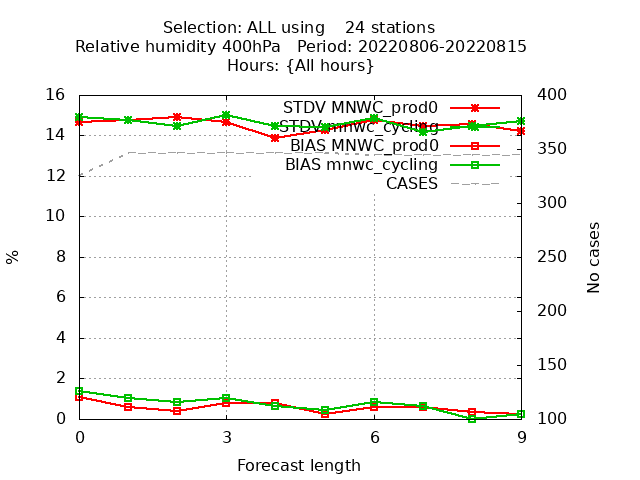 Selection: ALL using    24 stations
Relative humidity 400hPa   Period: 20220806-20220815
Hours: {All hours}
16
14
12
10
8
6
4
2
0
%
STDV MNWC_prod0
STDV mnwc_cycling
BIAS MNWC_prod0
BIAS mnwc_cycling
CASES
400
350
300
250
200
150
100
No cases
0 3 6 9
Forecast length